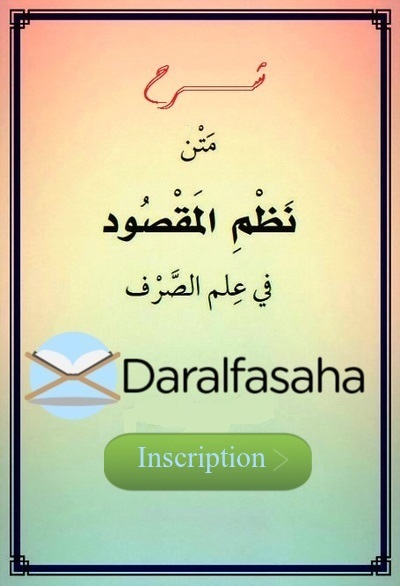 شرح
مَتْن
نَظْمِ المَقْصُود
في عِلم الصَّرْف
Daralfasaha
Inscription